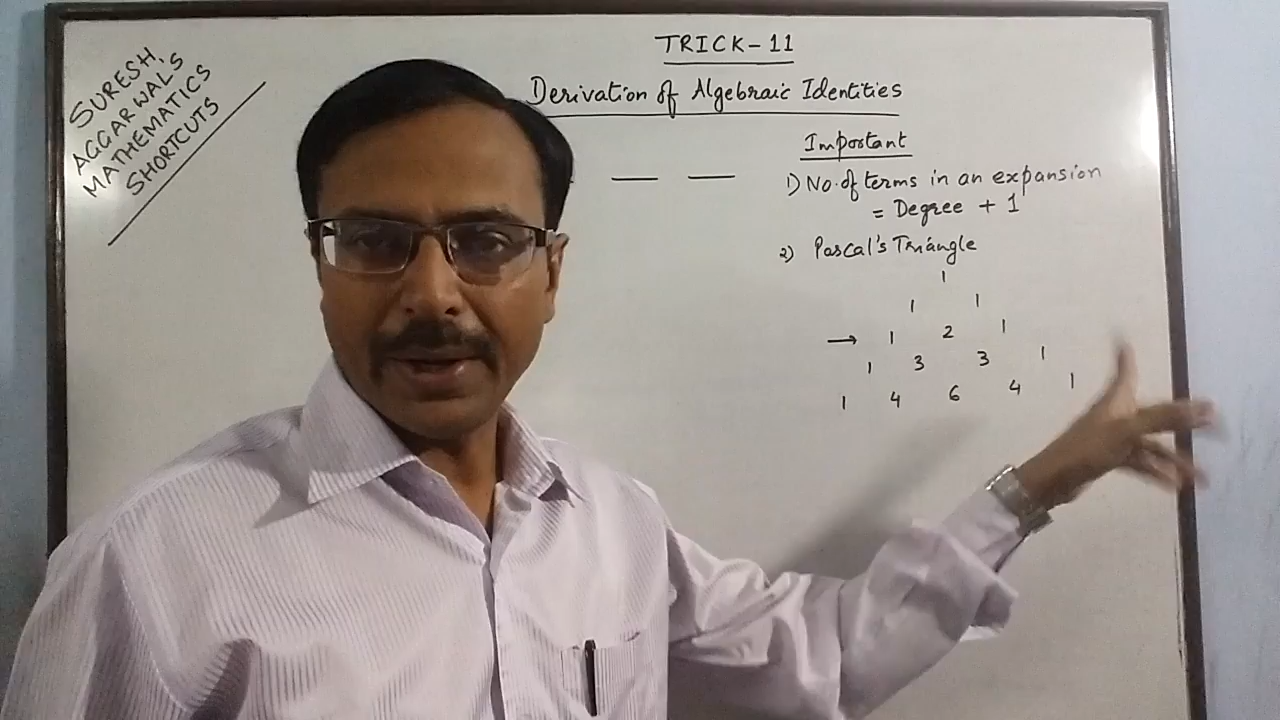 SURESH
AGGARWAL'S
MATHEMATICS
SHORTCUTS
TRICK-11
Derivation of Algebraic Identities
Important
1) No. of terms in an expansion
= Degree + 1
2) Pascal's Triangle
1
1 1
→ 1 2 1
1 3 3 1
1 4 6 4 1